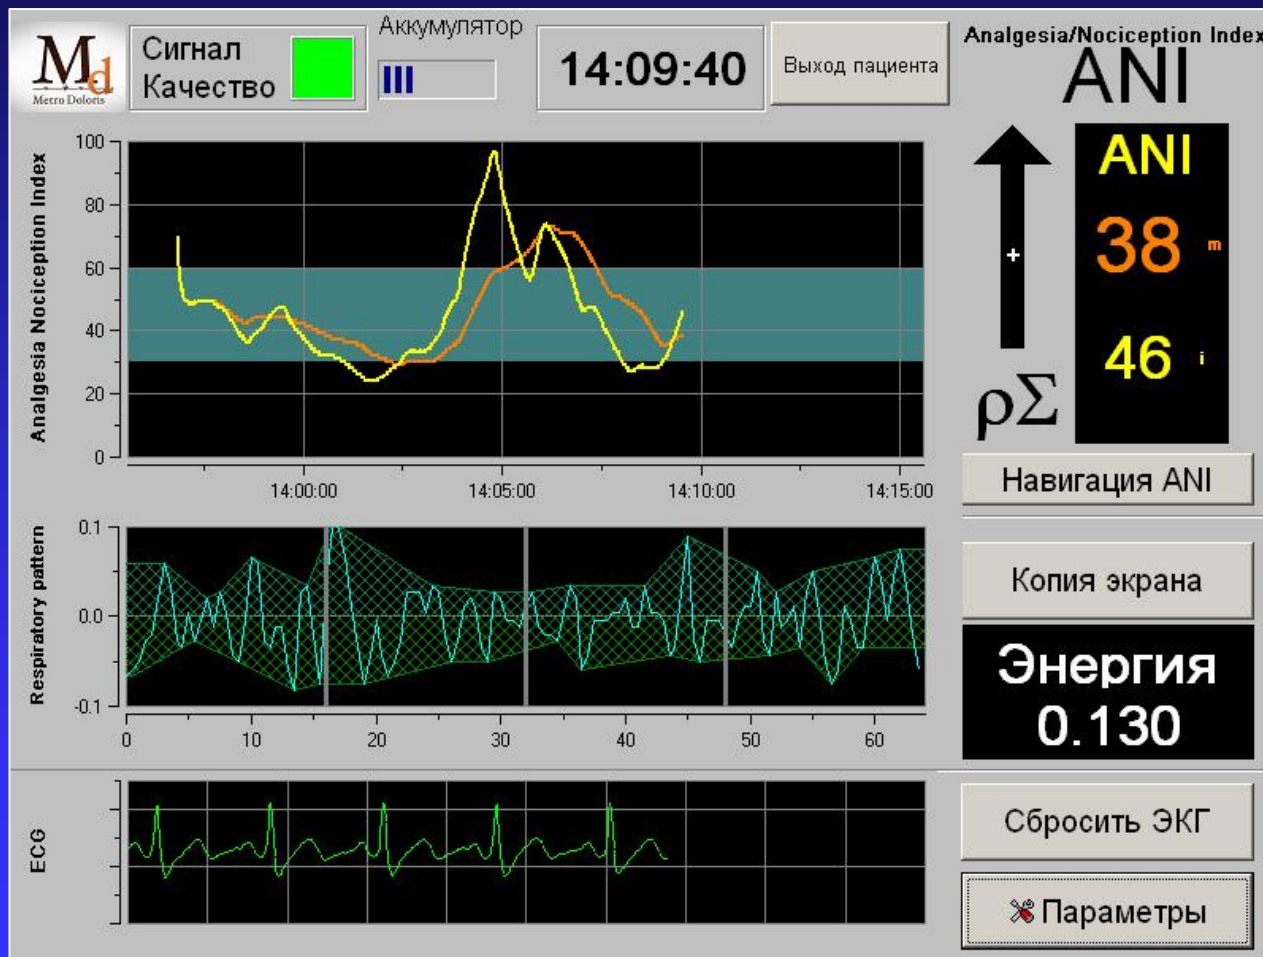 Md
Metro Doloris
Сигнал
Качество
Аккумулятор
14:09:40
Выход пациента
Analgesia/Nociception Index
ANI
Analgesia Nociception Index
100
80
60
40
20
0
14:00:00
14:05:00
14:10:00
14:15:00
+
ρΣ
ANI
38 m
46 i
Навигация ANI
Respiratory pattern
0.1
0.0
-0.1
0
10
20
30
40
50
60
Копия экрана
Энергия
0.130
ECG
Сбросить ЭКГ
Параметры